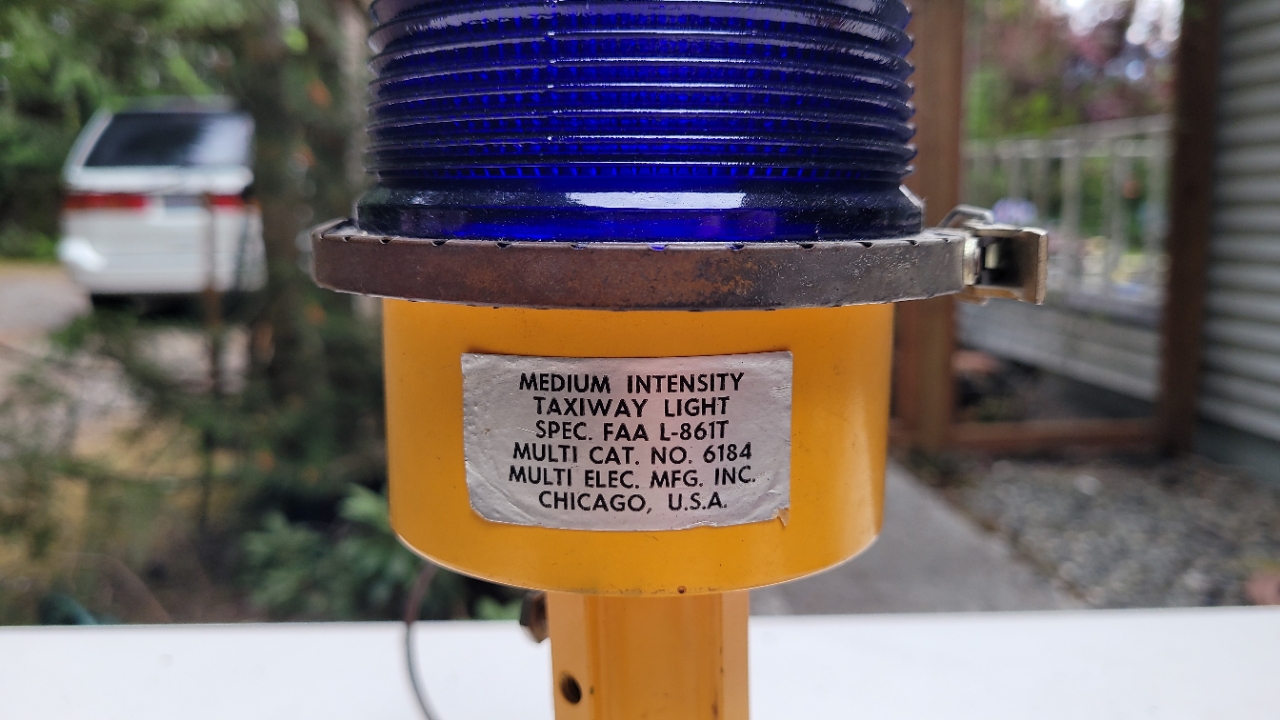 MEDIUM INTENSITY
TAXIWAY LIGHT
SPEC. FAA L-861T
MULTI CAT. NO. 6184
MULTI ELEC. MFG. INC.
CHICAGO, U.S.A.